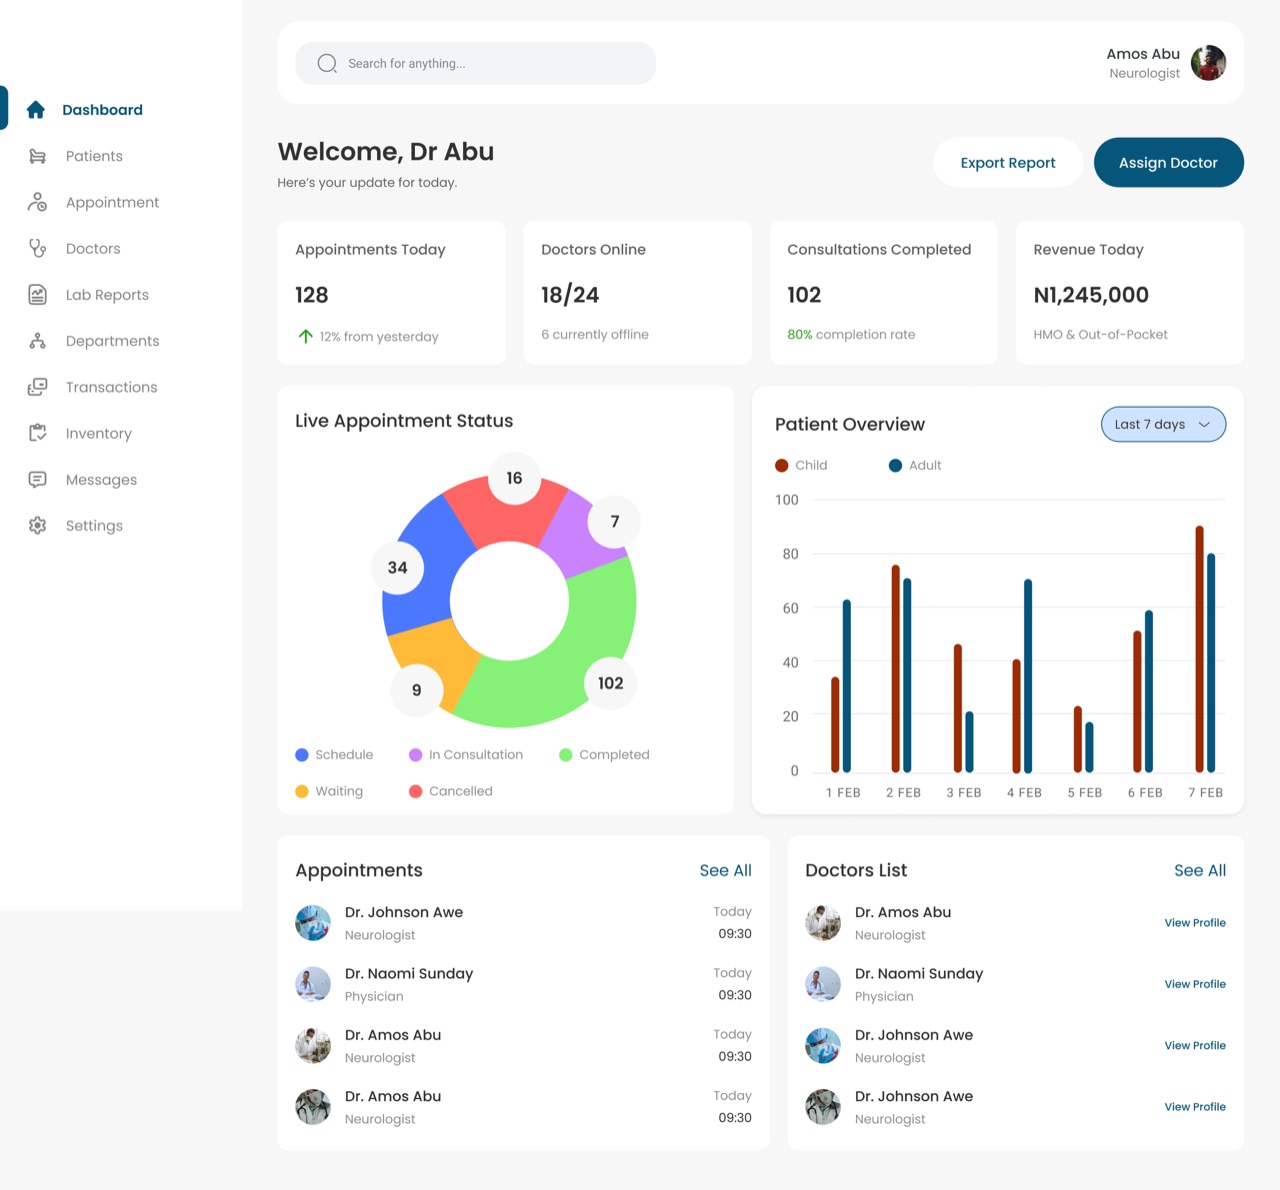 Search for anything...
Amos Abu
Neurologist
Dashboard
Patients
Appointment
Doctors
Lab Reports
Departments
Transactions
Inventory
Messages
Settings
Welcome, Dr Abu
Here's your update for today.
Export Report
Assign Doctor
Appointments Today
128
12% from yesterday
Doctors Online
18/24
6 currently offline
Consultations Completed
102
80% completion rate
Revenue Today
N1,245,000
HMO & Out-of-Pocket
Live Appointment Status
16
7
34
9
102
Schedule
In Consultation
Completed
Waiting
Cancelled
Patient Overview
Last 7 days
Child
Adult
100
80
60
40
20
0
1 FEB
2 FEB
3 FEB
4 FEB
5 FEB
6 FEB
7 FEB
Appointments
See All
Dr. Johnson Awe
Neurologist
Today
09:30
Dr. Naomi Sunday
Physician
Today
09:30
Dr. Amos Abu
Neurologist
Today
09:30
Dr. Amos Abu
Neurologist
Today
09:30
Doctors List
See All
Dr. Amos Abu
Neurologist
View Profile
Dr. Naomi Sunday
Physician
View Profile
Dr. Johnson Awe
Neurologist
View Profile
Dr. Johnson Awe
Neurologist
View Profile